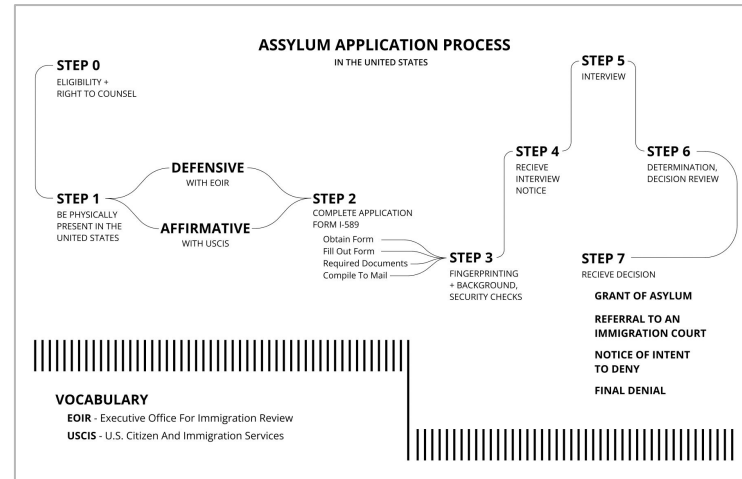 ASSYLUM APPLICATION PROCESS
IN THE UNITED STATES
STEP 0
ELIGIBILITY +
RIGHT TO COUNSEL
STEP 1
BE PHYSICALLY
PRESENT IN THE
UNITED STATES
DEFENSIVE
WITH EOIR
AFFIRMATIVE
WITH USCIS
STEP 2
COMPLETE APPLICATION
FORM I-589
Obtain Form
Fill Out Form
Required Documents
Compile To Mail
STEP 3
FINGERPRINTING
+ BACKGROUND,
SECURITY CHECKS
STEP 4
RECIEVE
INTERVIEW
NOTICE
STEP 5
INTERVIEW
STEP 6
DETERMINATION,
DECISION REVIEW
STEP 7
RECIEVE DECISION
GRANT OF ASYLUM
REFERRAL TO AN
IMMIGRATION COURT
NOTICE OF INTENT
TO DENY
FINAL DENIAL
VOCABULARY
EOIR - Executive Office For Immigration Review
USCIS - U.S. Citizen And Immigration Services